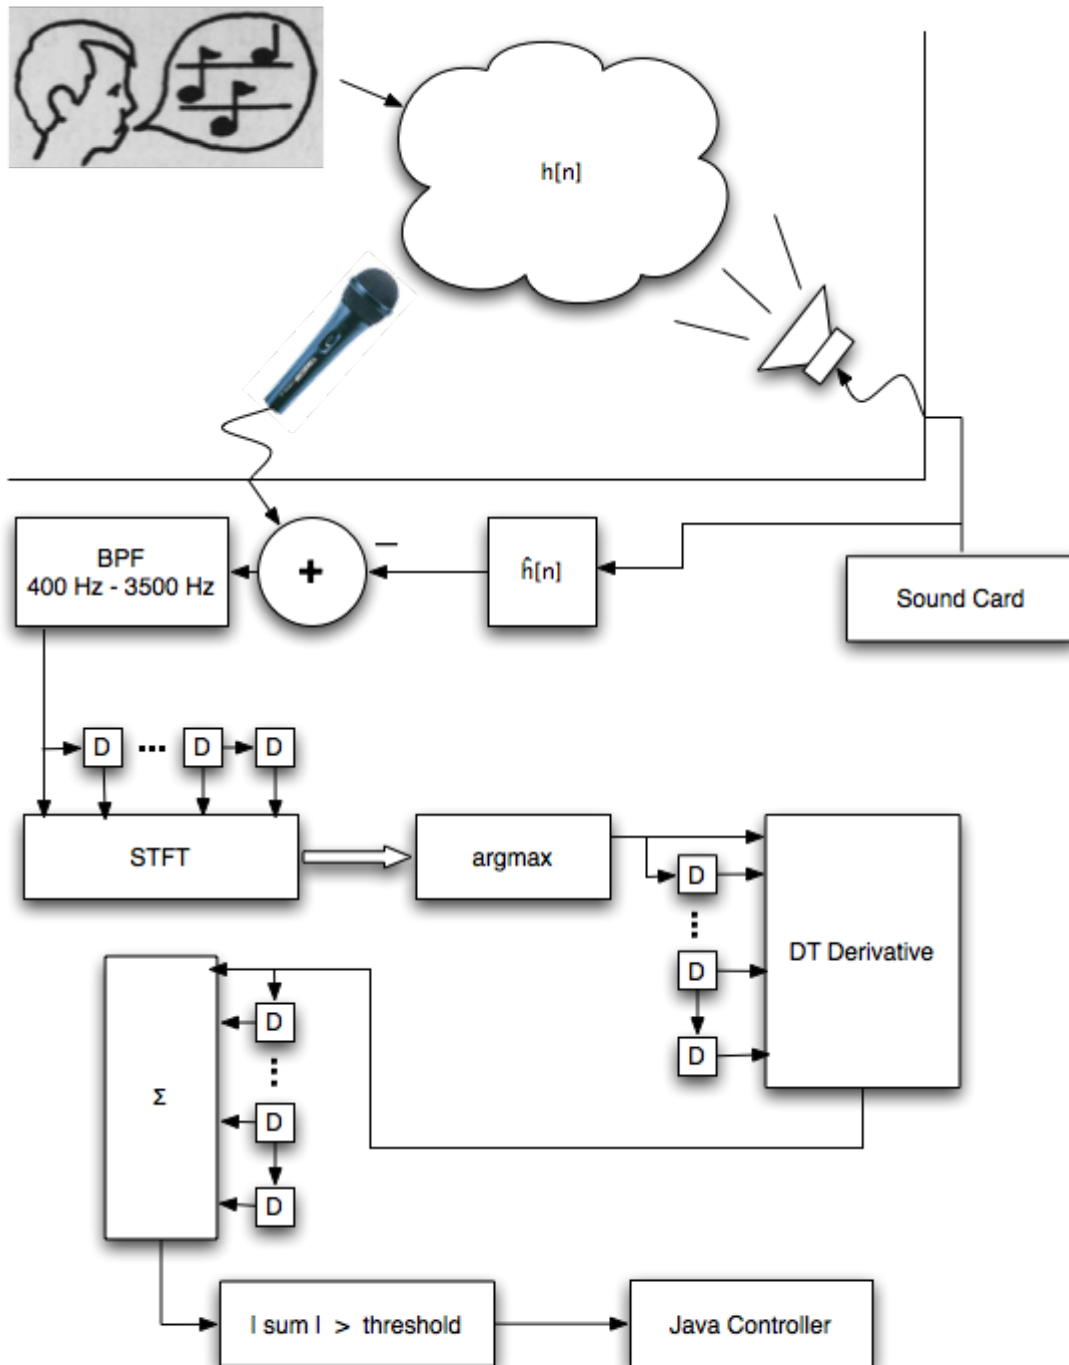 h[n]
BPF
400 Hz - 3500 Hz
+
–
ĥ[n]
Sound Card
D
...
D
D
STFT
argmax
D
...
D
D
DT Derivative
Σ
D
...
D
D
| sum | > threshold
Java Controller